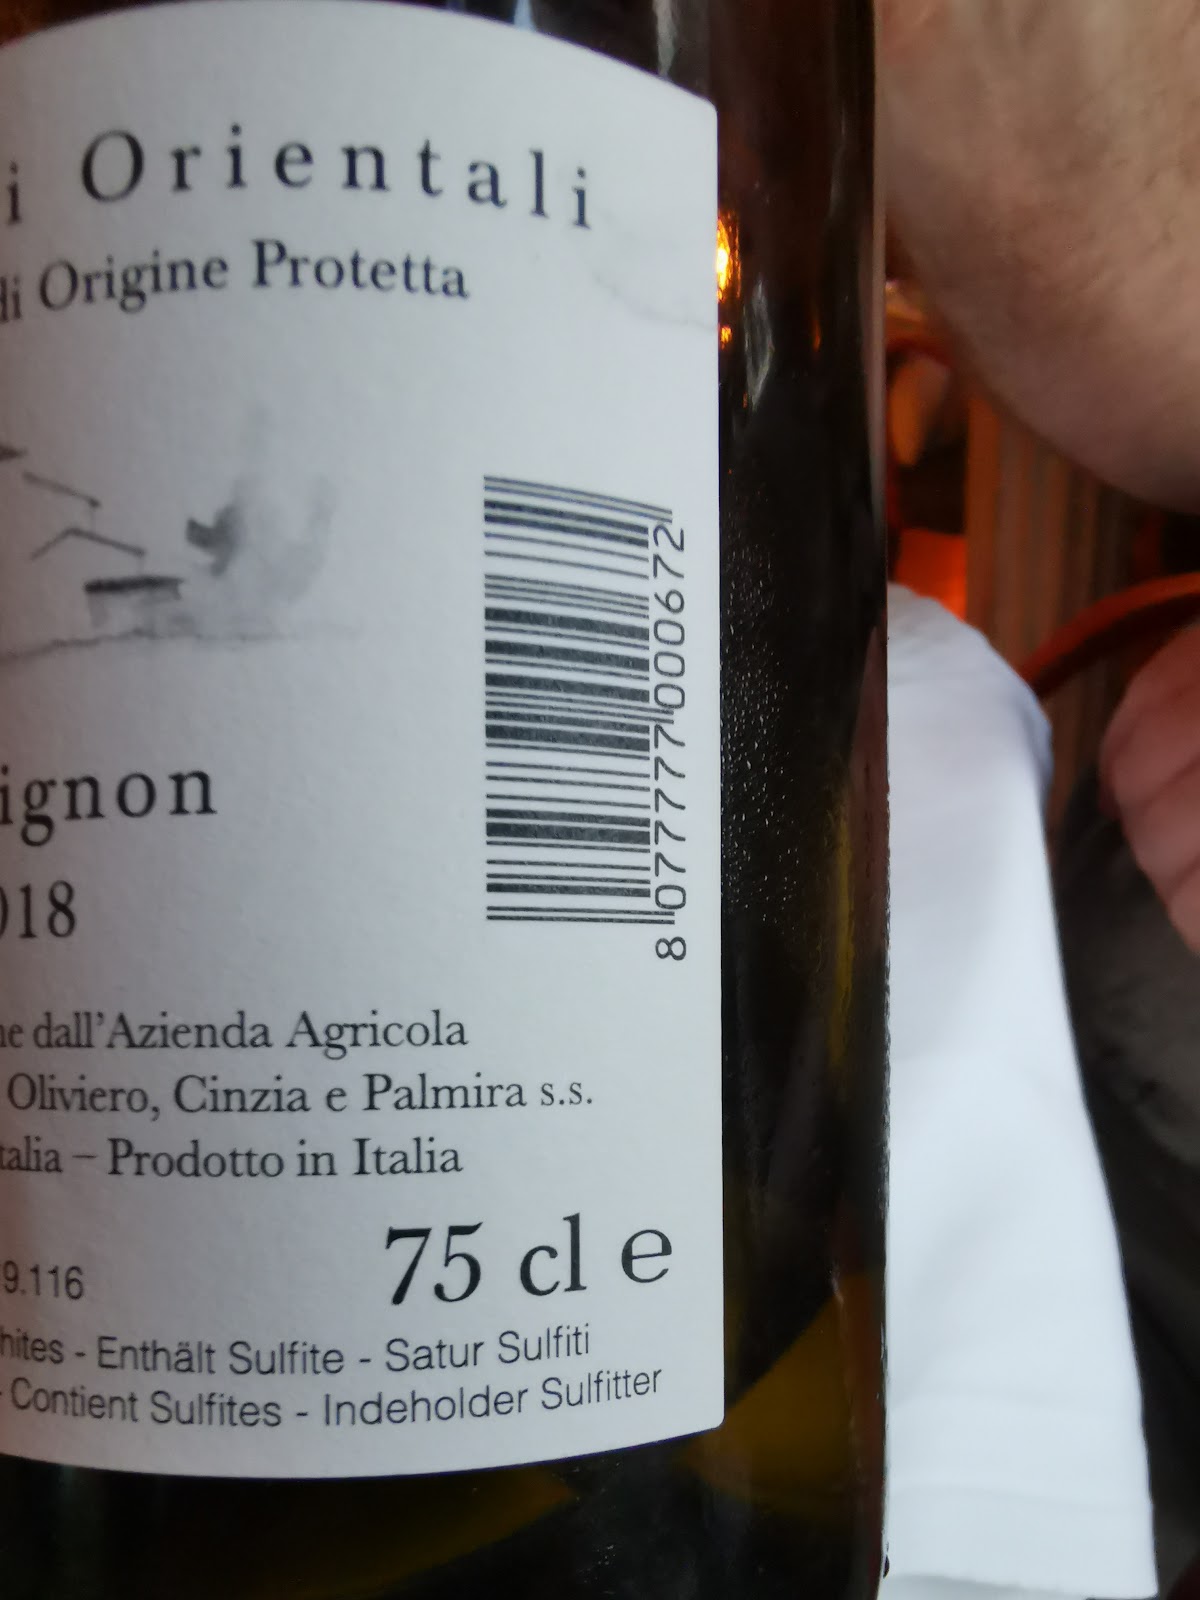 i Orientali
di Origine Protetta
8 077777 000672
ignon
018
ne dall'Azienda Agricola
Oliviero, Cinzia e Palmira s.s.
talia – Prodotto in Italia
75 cl e
9.116
hites - Enthält Sulfite - Satur Sulfiti
- Contient Sulfites - Indeholder Sulfitter